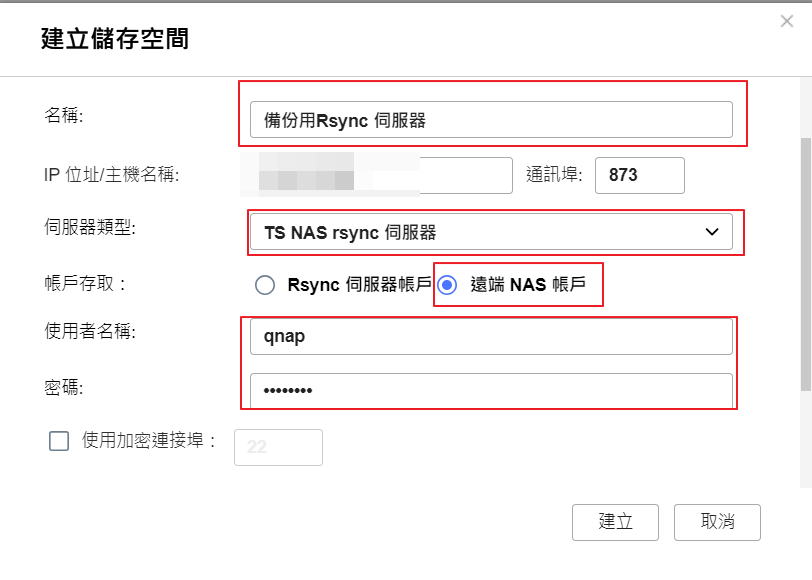 建立儲存空間
名稱: 備份用Rsync 伺服器
IP 位址/主機名稱: 通訊埠: 873
伺服器類型: TS NAS rsync 伺服器
帳戶存取： Rsync 伺服器帳戶 遠端 NAS 帳戶
使用者名稱: qnap
密碼: ••••••••
使用加密連接埠： 22
建立 取消